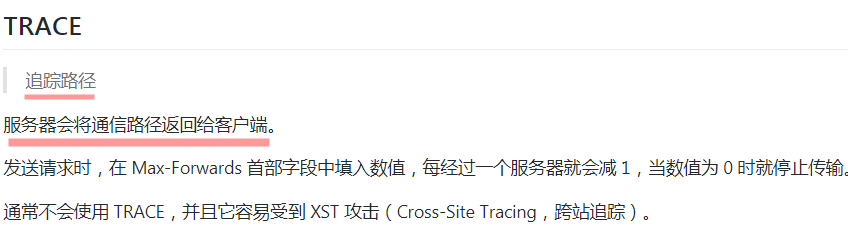 TRACE
追踪路径
服务器会将通信路径返回给客户端。
发送请求时，在 Max-Forwards 首部字段中填入数值，每经过一个服务器就会减 1，当数值为 0 时就停止传输。
通常不会使用 TRACE，并且它容易受到 XST 攻击（Cross-Site Tracing，跨站追踪）。